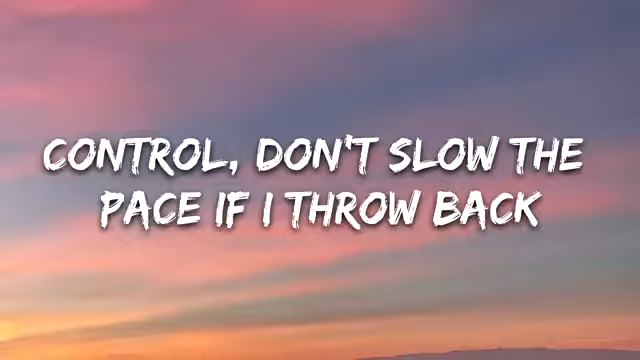 CONTROL, DON'T SLOW THE
PACE IF I THROW BACK